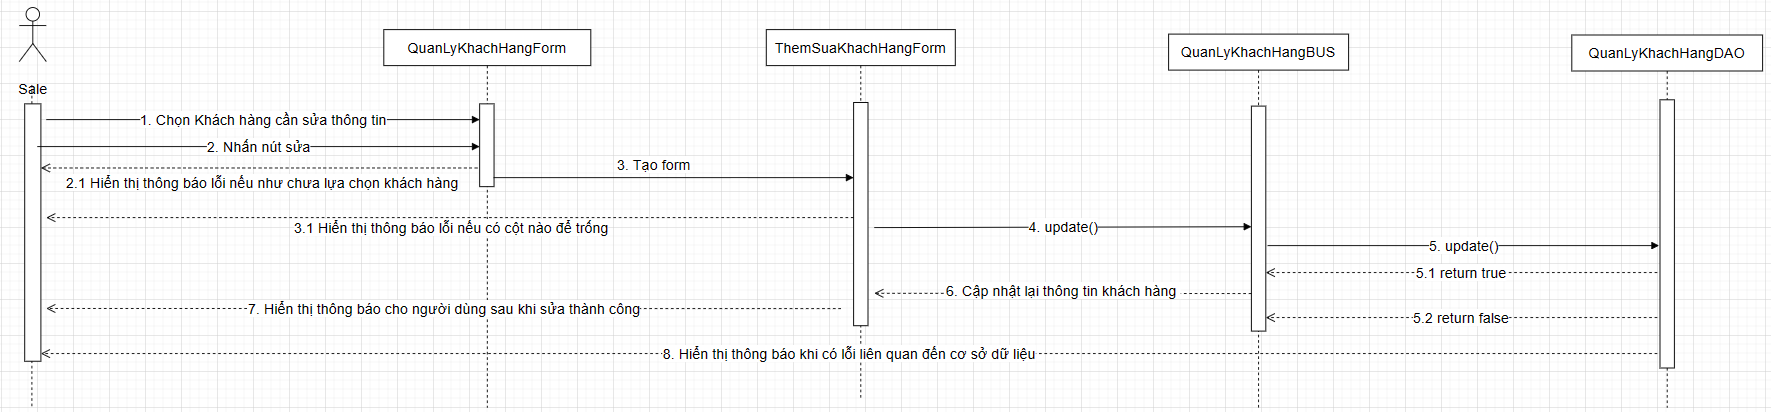 Sale
QuanLyKhachHangForm
ThemSuaKhachHangForm
QuanLyKhachHangBUS
QuanLyKhachHangDAO
1. Chọn Khách hàng cần sửa thông tin
2. Nhấn nút sửa
3. Tạo form
2.1 Hiển thị thông báo lỗi nếu như chưa lựa chọn khách hàng
3.1 Hiển thị thông báo lỗi nếu có cột nào để trống
4. update()
5. update()
5.1 return true
6. Cập nhật lại thông tin khách hàng
7. Hiển thị thông báo cho người dùng sau khi sửa thành công
5.2 return false
8. Hiển thị thông báo khi có lỗi liên quan đến cơ sở dữ liệu